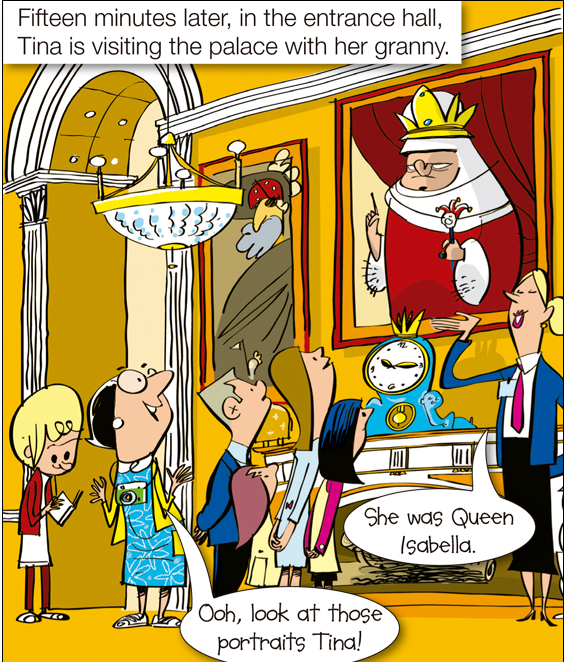 Fifteen minutes later, in the entrance hall,
Tina is visiting the palace with her granny.
She was Queen
Isabella.
Ooh, look at those
portraits Tina!